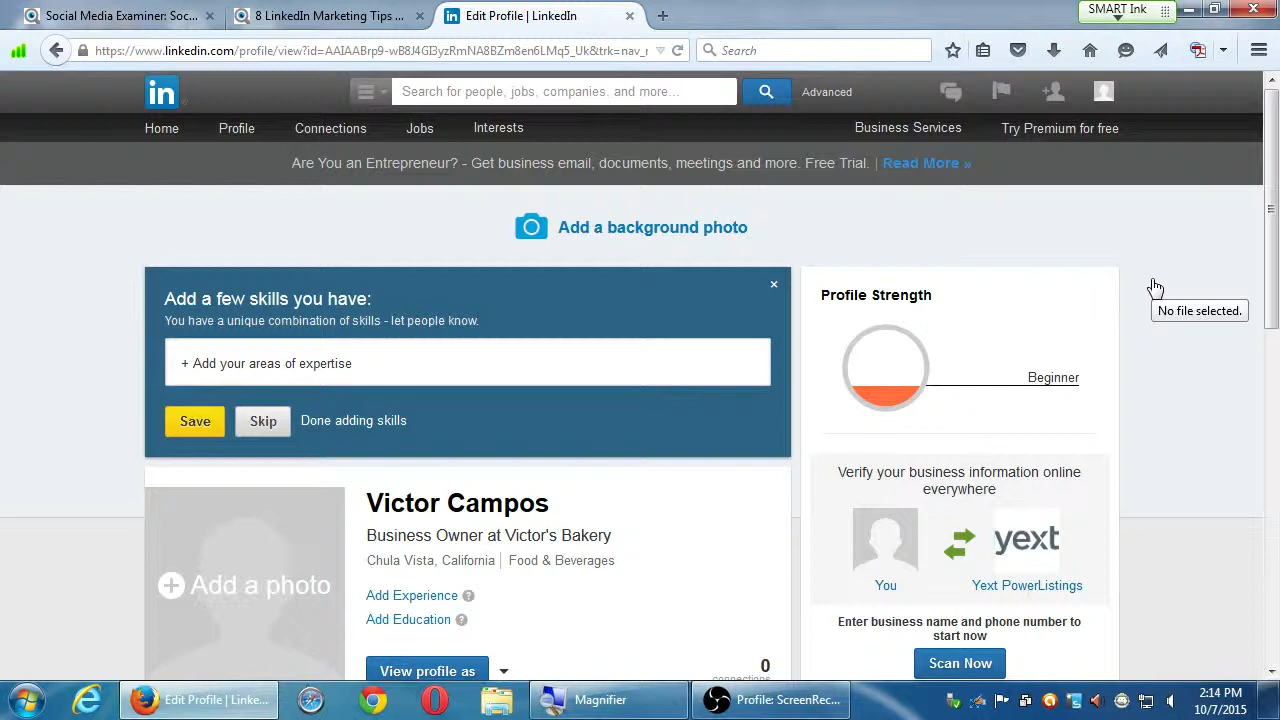 Social Media Examiner: Soc...
8 LinkedIn Marketing Tips ...
Edit Profile | LinkedIn
SMART Ink
https://www.linkedin.com/profile/view?id=AAIAABrp9-wB8J4GI3yzRmNA8BZm8en6LMq5_Uk&trk=nav_r
Search
in
Search for people, jobs, companies, and more...
Advanced
Home
Profile
Connections
Jobs
Interests
Business Services
Try Premium for free
Are You an Entrepreneur? - Get business email, documents, meetings and more. Free Trial. | Read More »
Add a background photo
Add a few skills you have:
You have a unique combination of skills - let people know.
+ Add your areas of expertise
Save
Skip
Done adding skills
Profile Strength
No file selected.
Beginner
Verify your business information online
everywhere
yext
You
Yext PowerListings
Enter business name and phone number to
start now
Scan Now
Add a photo
Victor Campos
Business Owner at Victor's Bakery
Chula Vista, California | Food & Beverages
Add Experience ?
Add Education ?
View profile as
0
connections
Edit Profile | Linke...
Magnifier
Profile: ScreenRec...
2:14 PM
10/7/2015